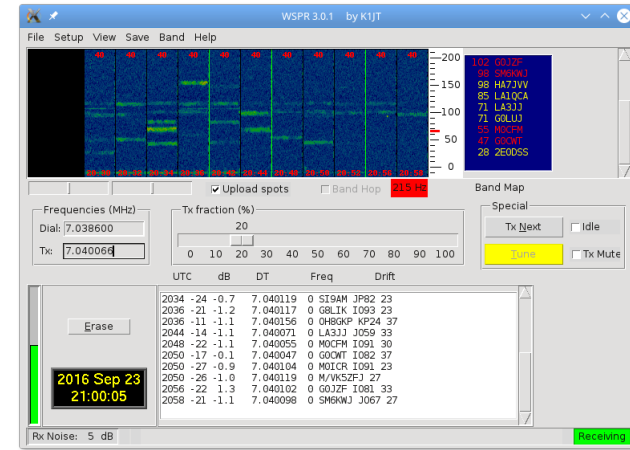 WSPR 3.0.1 by K1JT
File Setup View Save Band Help
40 40 40 40 40 40 40 40 40
200
150
100
50
0
102 G0JZF
98 SM6KWJ
98 HA7JVV
85 LA1QCA
71 LA3JJ
71 G0LUJ
55 M0CFM
47 G0CWT
28 2E0DSS
Upload spots
Band Hop
215 Hz
Band Map
Frequencies (MHz)
Dial: 7.038600
Tx: 7.040066
Tx fraction (%)
20
0 10 20 30 40 50 60 70 80 90 100
Special
Tx Next
Idle
Tune
Tx Mute
UTC dB DT Freq Drift
2034 -24 -0.7 7.040119 0 SI9AM JP82 23
2036 -21 -1.2 7.040117 0 G8LIK IO93 23
2036 -11 -1.1 7.040156 0 OH8GKP KP24 37
2044 -14 -1.1 7.040071 0 LA3JJ JO59 33
2048 -22 -1.1 7.040055 0 M0CFM IO91 30
2050 -17 -0.1 7.040047 0 G0CWT IO82 37
2050 -27 -0.9 7.040104 0 M0ICR IO91 23
2050 -26 -1.0 7.040119 0 M/VK5ZFJ 27
2056 -22 1.3 7.040102 0 G0JZF IO81 33
2058 -21 -1.1 7.040098 0 SM6KWJ JO67 27
Erase
2016 Sep 23
21:00:05
Rx Noise: 5 dB
Receiving